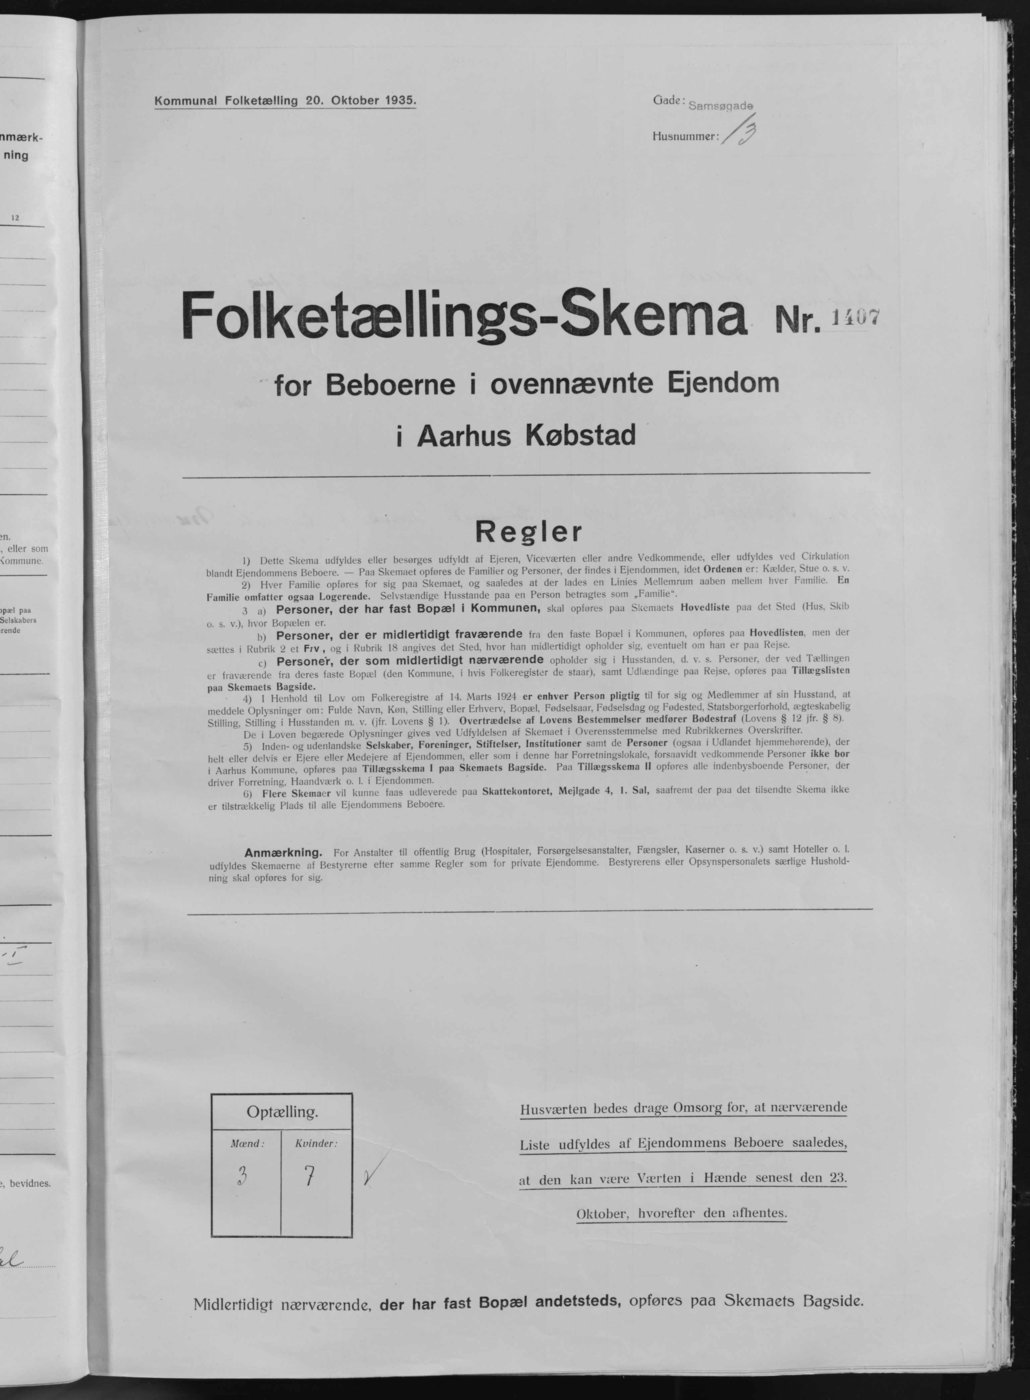 nmærk-
ning
12
en.
, eller som
Kommune.
opæl paa
Selskabers
rende
e, bevidnes.
Kommunal Folketælling 20. Oktober 1935.
Gade: Samsøgade
Husnummer: 13
Folketællings-Skema Nr. 1407
for Beboerne i ovennævnte Ejendom
i Aarhus Købstad
Regler
1) Dette Skema udfyldes eller besørges udfyldt af Ejeren, Viceværten eller andre Vedkommende, eller udfyldes ved Cirkulation
blandt Ejendommens Beboere. — Paa Skemaet opføres de Familier og Personer, der findes i Ejendommen, idet Ordenen er: Kælder, Stue o. s. v.
2) Hver Familie opføres for sig paa Skemaet, og saaledes at der lades en Linies Mellemrum aaben mellem hver Familie. En
Familie omfatter ogsaa Logerende. Selvstændige Husstande paa en Person betragtes som „Familie“.
3 a) Personer, der har fast Bopæl i Kommunen, skal opføres paa Skemaets Hovedliste paa det Sted (Hus, Skib
o. s. v.), hvor Bopælen er.
b) Personer, der er midlertidigt fraværende fra den faste Bopæl i Kommunen, opføres paa Hovedlisten, men der
sættes i Rubrik 2 et Frv, og i Rubrik 18 angives det Sted, hvor han midlertidigt opholder sig, eventuelt om han er paa Rejse.
c) Personer, der som midlertidigt nærværende opholder sig i Husstanden, d. v. s. Personer, der ved Tællingen
er fraværende fra deres faste Bopæl (den Kommune, i hvis Folkeregister de staar), samt Udlændinge paa Rejse, opføres paa Tillægslisten
paa Skemaets Bagside.
4) I Henhold til Lov om Folkeregistre af 14. Marts 1924 er enhver Person pligtig til for sig og Medlemmer af sin Husstand, at
meddele Oplysninger om: Fulde Navn, Køn, Stilling eller Erhverv, Bopæl, Fødselsaar, Fødselsdag og Fødested, Statsborgerforhold, ægteskabelig
Stilling, Stilling i Husstanden m. v. (jfr. Lovens § 1). Overtrædelse af Lovens Bestemmelser medfører Bødestraf (Lovens § 12 jfr. § 8).
De i Loven begærede Oplysninger gives ved Udfyldelsen af Skemaet i Overensstemmelse med Rubrikkernes Overskrifter.
5) Inden- og udenlandske Selskaber, Foreninger, Stiftelser, Institutioner samt de Personer (ogsaa i Udlandet hjemmehørende), der
helt eller delvis er Ejere eller Medejere af Ejendommen, eller som i denne har Forretningslokale, forsaavidt vedkommende Personer ikke bor
i Aarhus Kommune, opføres paa Tillægsskema I paa Skemaets Bagside. Paa Tillægsskema II opføres alle indenbysboende Personer, der
driver Forretning, Haandværk o. l. i Ejendommen.
6) Flere Skemaer vil kunne faas udleverede paa Skattekontoret, Mejlgade 4, 1. Sal, saafremt der paa det tilsendte Skema ikke
er tilstrækkelig Plads til alle Ejendommens Beboere.
Anmærkning. For Anstalter til offentlig Brug (Hospitaler, Forsørgelsesanstalter, Fængsler, Kaserner o. s. v.) samt Hoteller o. l.
udfyldes Skemaerne af Bestyrerne efter samme Regler som for private Ejendomme. Bestyrerens eller Opsynspersonalets særlige Hushold-
ning skal opføres for sig.
Optælling.
Mænd: Kvinder:
3 7 √
Husværten bedes drage Omsorg for, at nærværende
Liste udfyldes af Ejendommens Beboere saaledes,
at den kan være Værten i Hænde senest den 23.
Oktober, hvorefter den afhentes.
Midlertidigt nærværende, der har fast Bopæl andetsteds, opføres paa Skemaets Bagside.